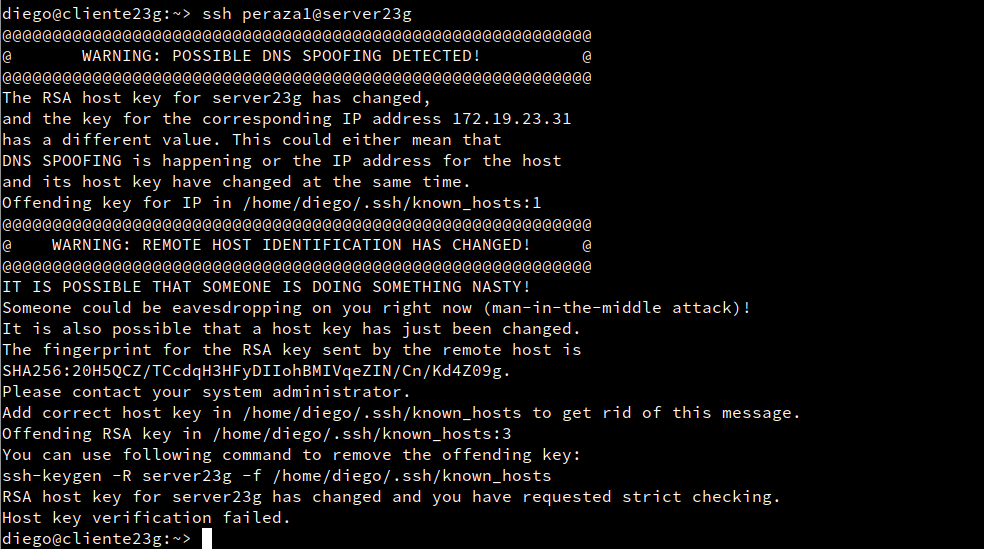 diego@cliente23g:~> ssh peraza1@server23g
@@@@@@@@@@@@@@@@@@@@@@@@@@@@@@@@@@@@@@@@@@@@@@@@@@@@@@@@@@@
@       WARNING: POSSIBLE DNS SPOOFING DETECTED!          @
@@@@@@@@@@@@@@@@@@@@@@@@@@@@@@@@@@@@@@@@@@@@@@@@@@@@@@@@@@@
The RSA host key for server23g has changed,
and the key for the corresponding IP address 172.19.23.31
has a different value. This could either mean that
DNS SPOOFING is happening or the IP address for the host
and its host key have changed at the same time.
Offending key for IP in /home/diego/.ssh/known_hosts:1
@@@@@@@@@@@@@@@@@@@@@@@@@@@@@@@@@@@@@@@@@@@@@@@@@@@@@@@@@@@
@    WARNING: REMOTE HOST IDENTIFICATION HAS CHANGED!     @
@@@@@@@@@@@@@@@@@@@@@@@@@@@@@@@@@@@@@@@@@@@@@@@@@@@@@@@@@@@
IT IS POSSIBLE THAT SOMEONE IS DOING SOMETHING NASTY!
Someone could be eavesdropping on you right now (man-in-the-middle attack)!
It is also possible that a host key has just been changed.
The fingerprint for the RSA key sent by the remote host is
SHA256:20H5QCZ/TCcdqH3HFyDIIohBMIVqeZIN/Cn/Kd4Z09g.
Please contact your system administrator.
Add correct host key in /home/diego/.ssh/known_hosts to get rid of this message.
Offending RSA key in /home/diego/.ssh/known_hosts:3
You can use following command to remove the offending key:
ssh-keygen -R server23g -f /home/diego/.ssh/known_hosts
RSA host key for server23g has changed and you have requested strict checking.
Host key verification failed.
diego@cliente23g:~>